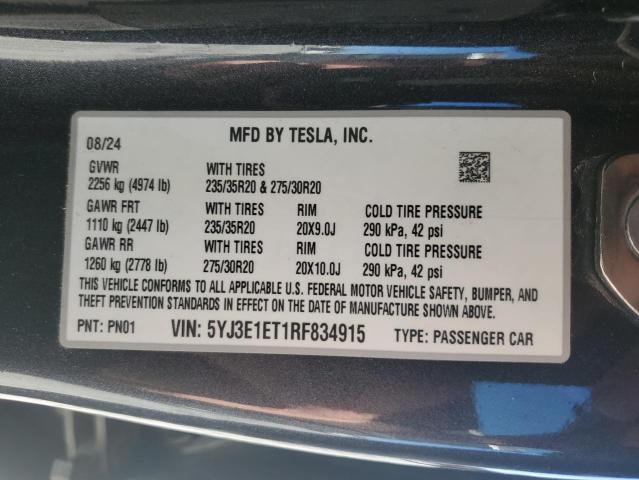 08/24 MFD BY TESLA, INC.
GVWR WITH TIRES
2256 kg (4974 lb) 235/35R20 & 275/30R20
GAWR FRT WITH TIRES RIM COLD TIRE PRESSURE
1110 kg (2447 lb) 235/35R20 20X9.0J 290 kPa, 42 psi
GAWR RR WITH TIRES RIM COLD TIRE PRESSURE
1260 kg (2778 lb) 275/30R20 20X10.0J 290 kPa, 42 psi
THIS VEHICLE CONFORMS TO ALL APPLICABLE U.S. FEDERAL MOTOR VEHICLE SAFETY, BUMPER, AND
THEFT PREVENTION STANDARDS IN EFFECT ON THE DATE OF MANUFACTURE SHOWN ABOVE.
PNT: PN01 VIN: 5YJ3E1ET1RF834915 TYPE: PASSENGER CAR